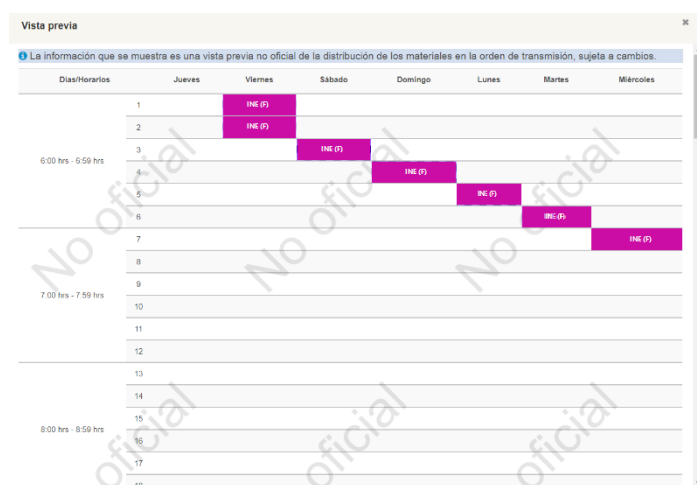 Vista previa
×
La información que se muestra es una vista previa no oficial de la distribución de los materiales en la orden de transmisión, sujeta a cambios.
Días/Horarios Jueves Viernes Sábado Domingo Lunes Martes Miércoles
1 INE (F)
2 INE (F)
3 INE (F)
6:00 hrs - 6:59 hrs
4 INE (F)
5 INE (F)
6 INE (F)
7 INE (F)
8
9
7:00 hrs - 7:59 hrs
10
11
12
13
14
15
8:00 hrs - 8:59 hrs
16
17
18
No oficial
No oficial
No oficial
oficial
oficial
oficial